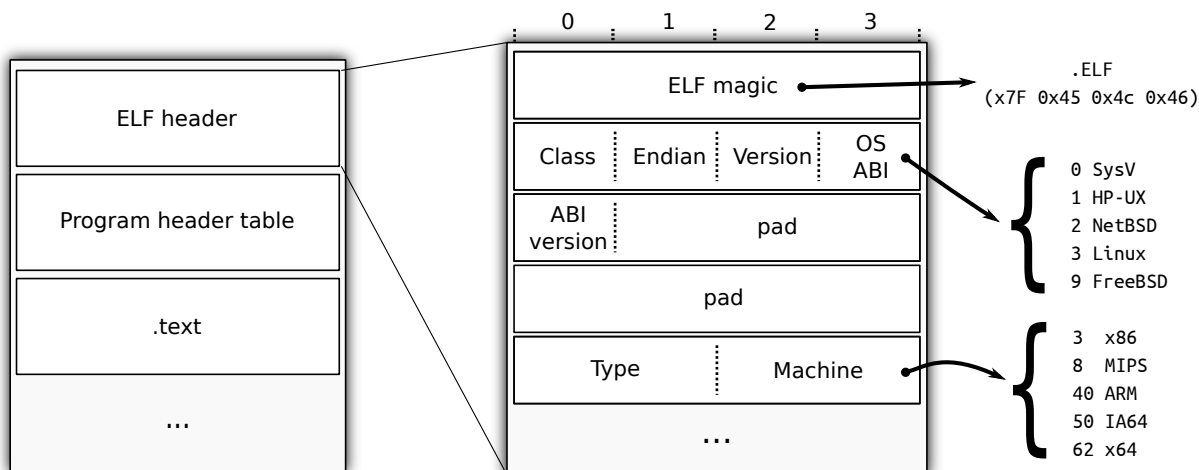 ELF header
Program header table
.text
...
0 1 2 3
ELF magic
Class Endian Version OS
ABI
ABI
version
pad
pad
Type Machine
...
.ELF
(x7F 0x45 0x4c 0x46)
0 SysV
1 HP-UX
2 NetBSD
3 Linux
9 FreeBSD
3 x86
8 MIPS
40 ARM
50 IA64
62 x64